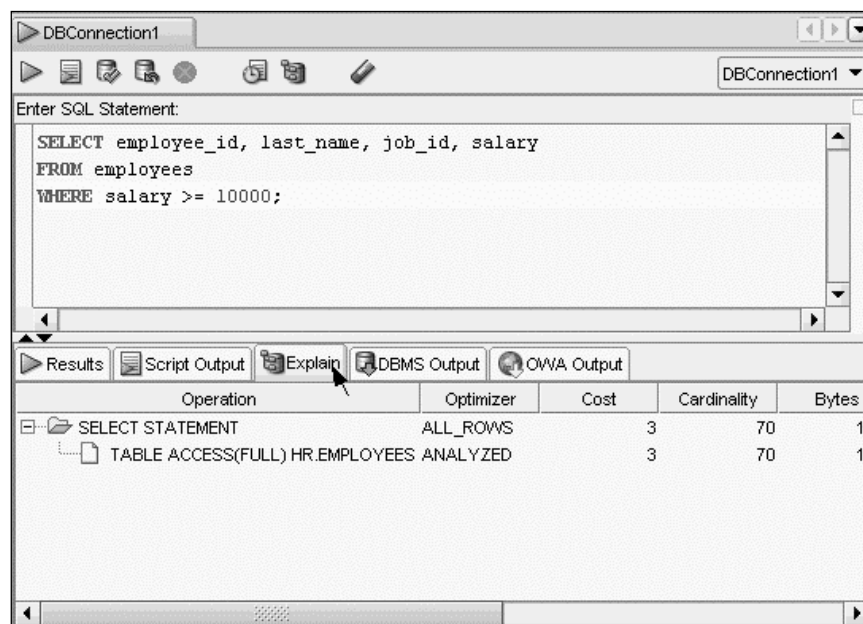 DBConnection1
DBConnection1
Enter SQL Statement:
SELECT employee_id, last_name, job_id, salary
FROM employees
WHERE salary >= 10000;
Results Script Output Explain DBMS Output OWA Output
Operation Optimizer Cost Cardinality Bytes
SELECT STATEMENT ALL_ROWS 3 70 1
TABLE ACCESS(FULL) HR.EMPLOYEES ANALYZED 3 70 1